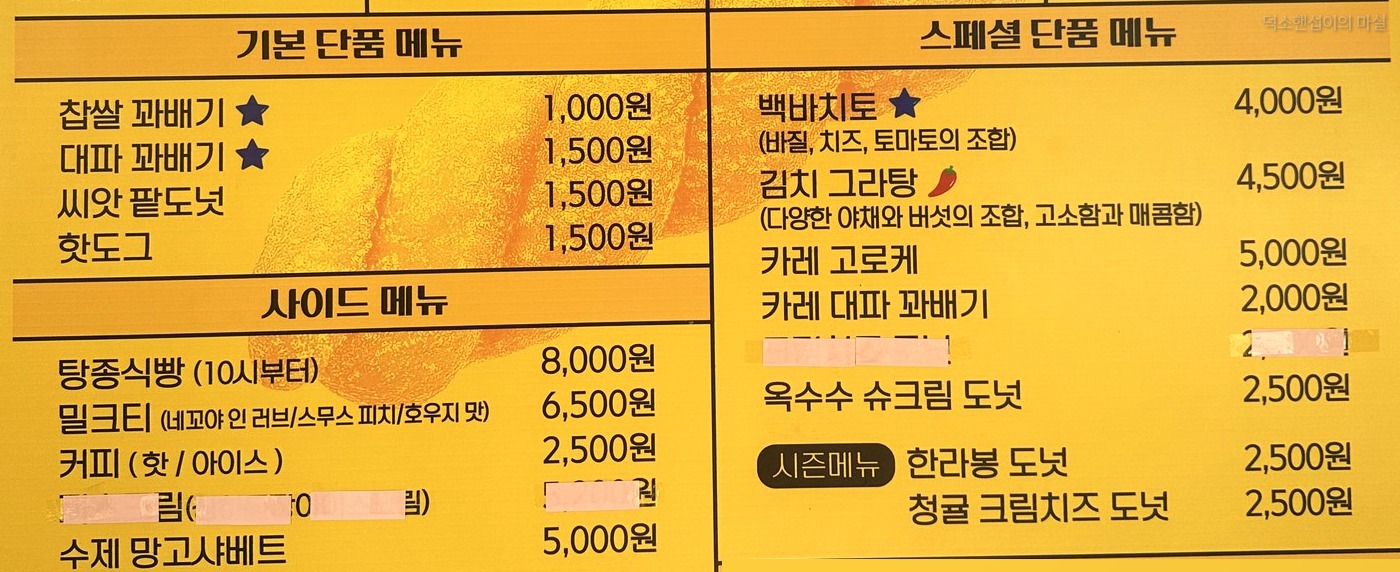 기본 단품 메뉴
찹쌀 꽈배기 1,000원
대파 꽈배기 1,500원
씨앗 팥도넛 1,500원
핫도그 1,500원
사이드 메뉴
탕종식빵 (10시부터) 8,000원
밀크티 (네꼬야 인 러브/스무스 피치/호우지 맛) 6,500원
커피 (핫 / 아이스) 2,500원
수제 망고샤베트 5,000원
스페셜 단품 메뉴
백바치토 4,000원
(바질, 치즈, 토마토의 조합)
김치 그라탕 4,500원
(다양한 야채와 버섯의 조합, 고소함과 매콤함)
카레 고로케 5,000원
카레 대파 꽈배기 2,000원
옥수수 슈크림 도넛 2,500원
시즌메뉴 한라봉 도넛 2,500원
청귤 크림치즈 도넛 2,500원
덕소핸섭이의 마실